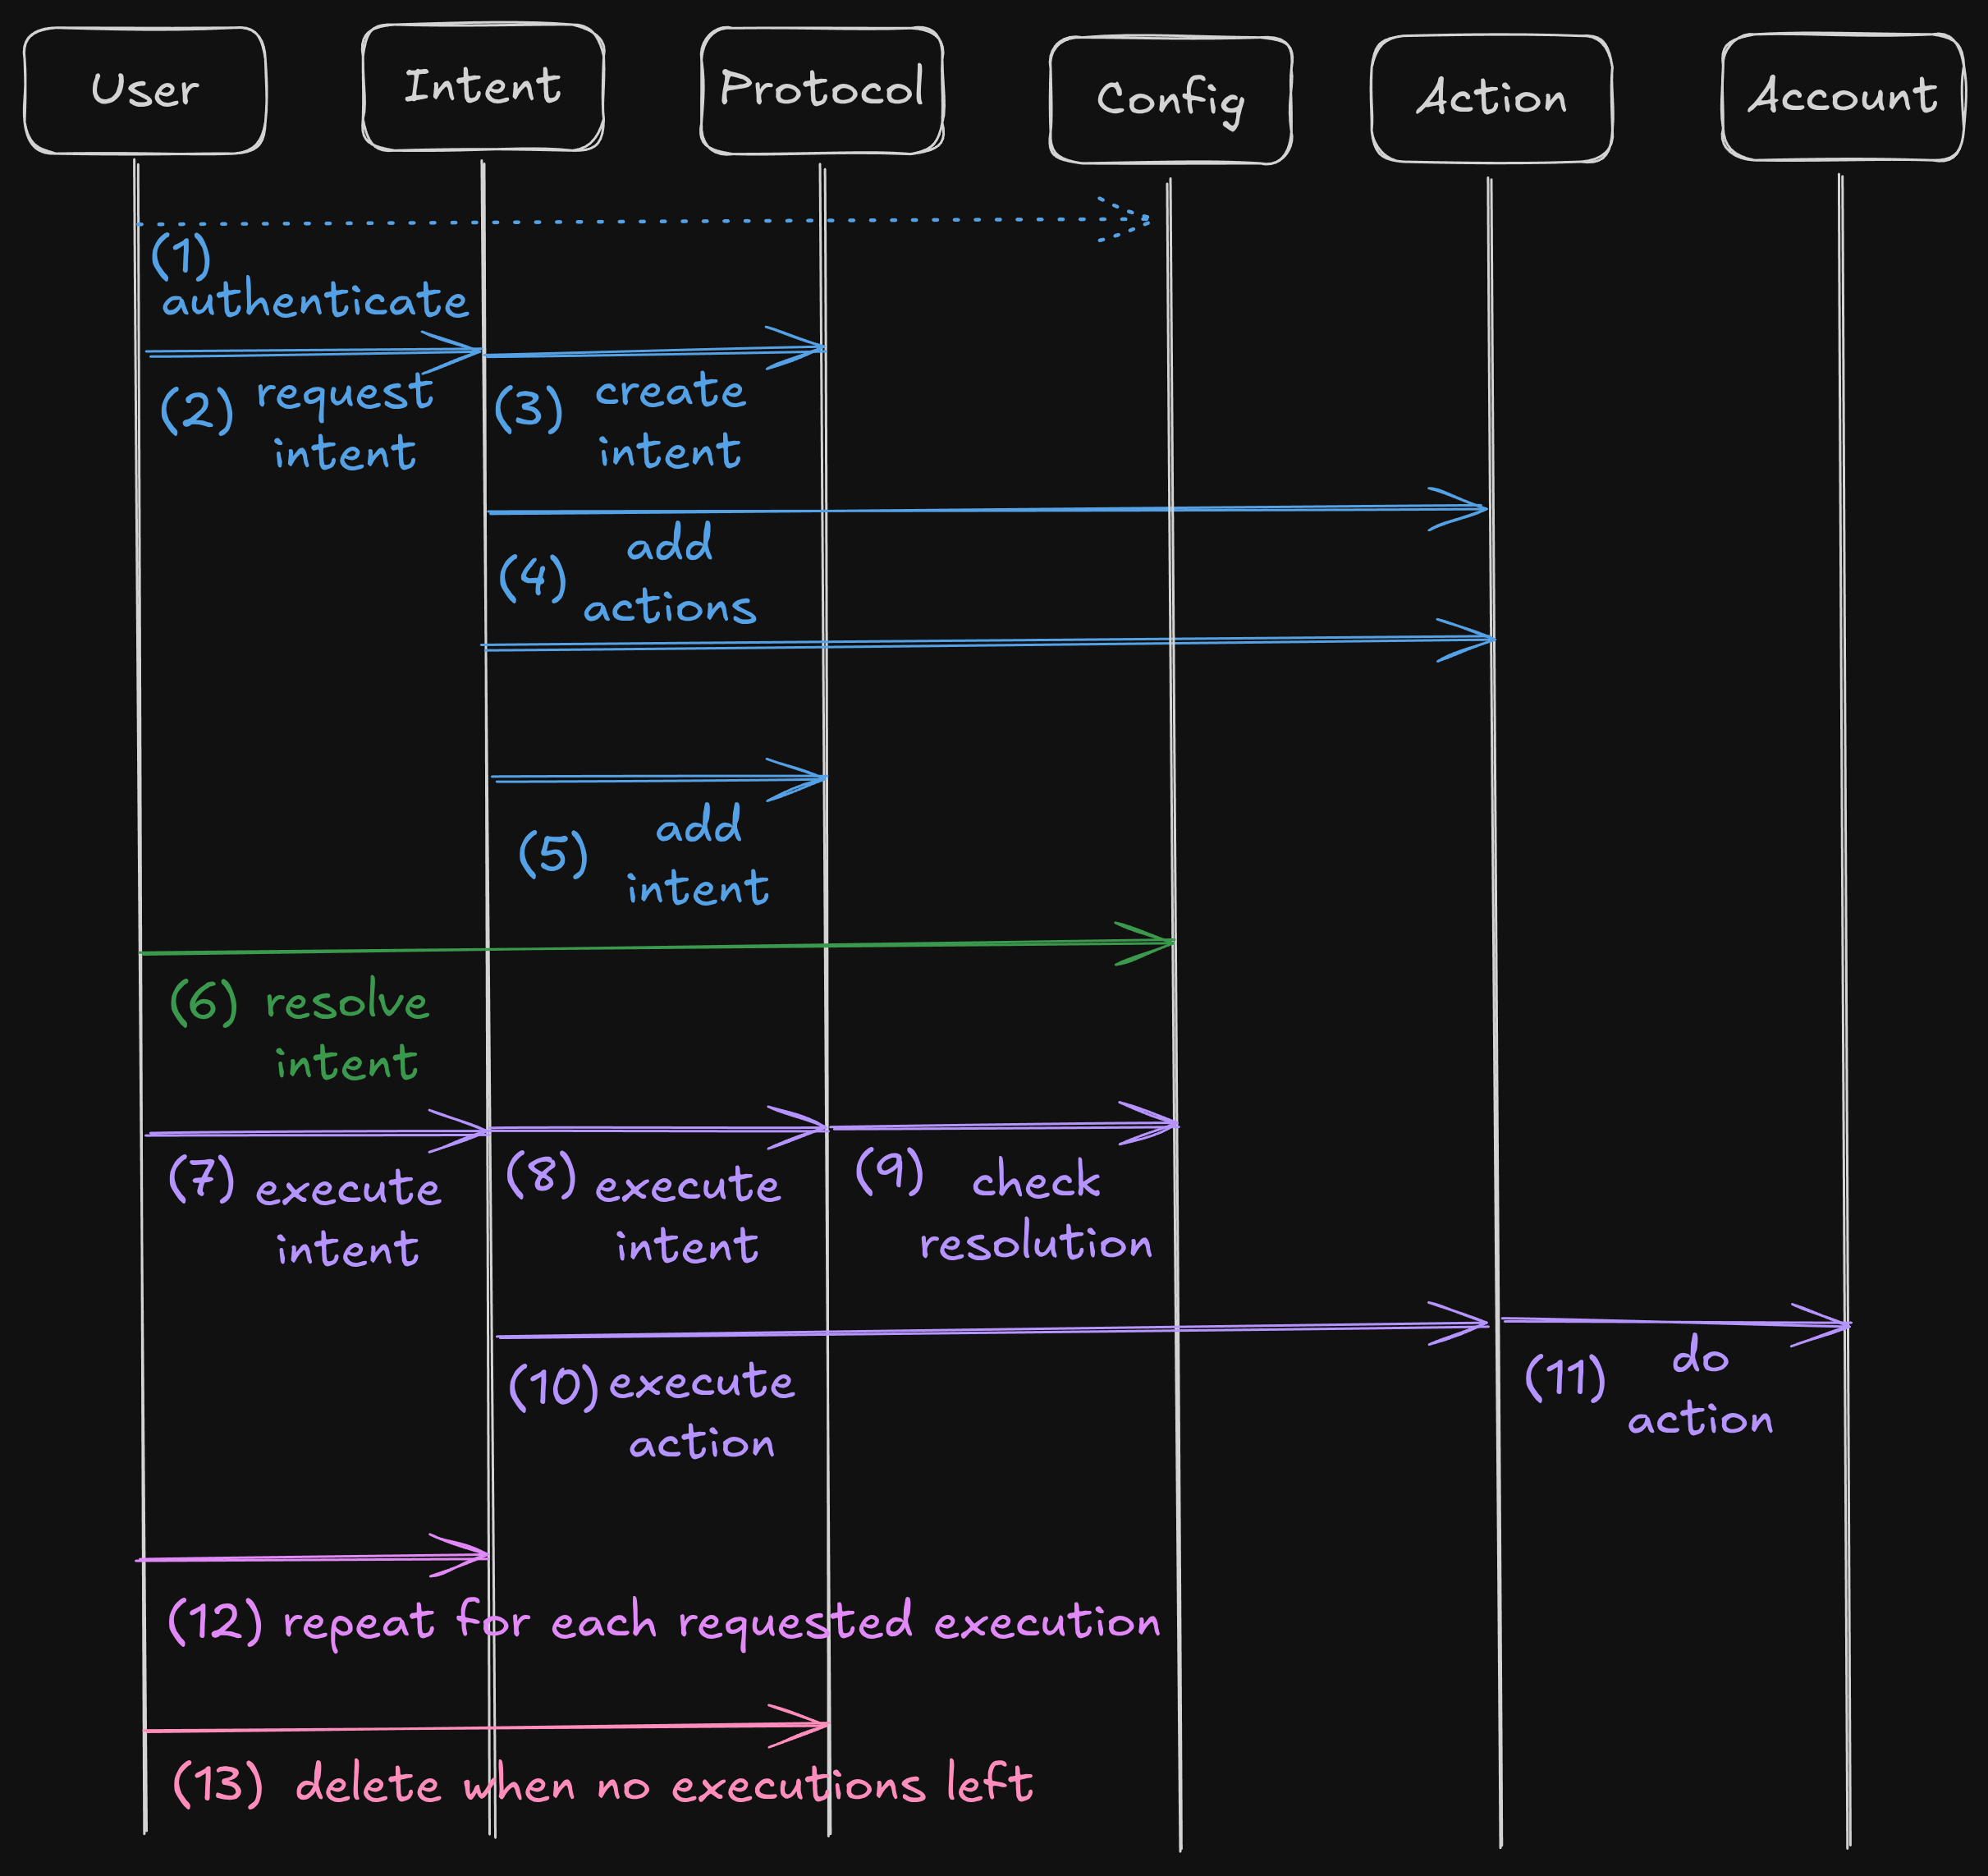 User
Intent
Protocol
Config
Action
Account
(1)
authenticate
(2) request
intent
(3) create
intent
(4) add
actions
(5) add
intent
(6) resolve
intent
(7) execute
intent
(8) execute
intent
(9) check
resolution
(10) execute
action
(11) do
action
(12) repeat for each requested execution
(13) delete when no executions left